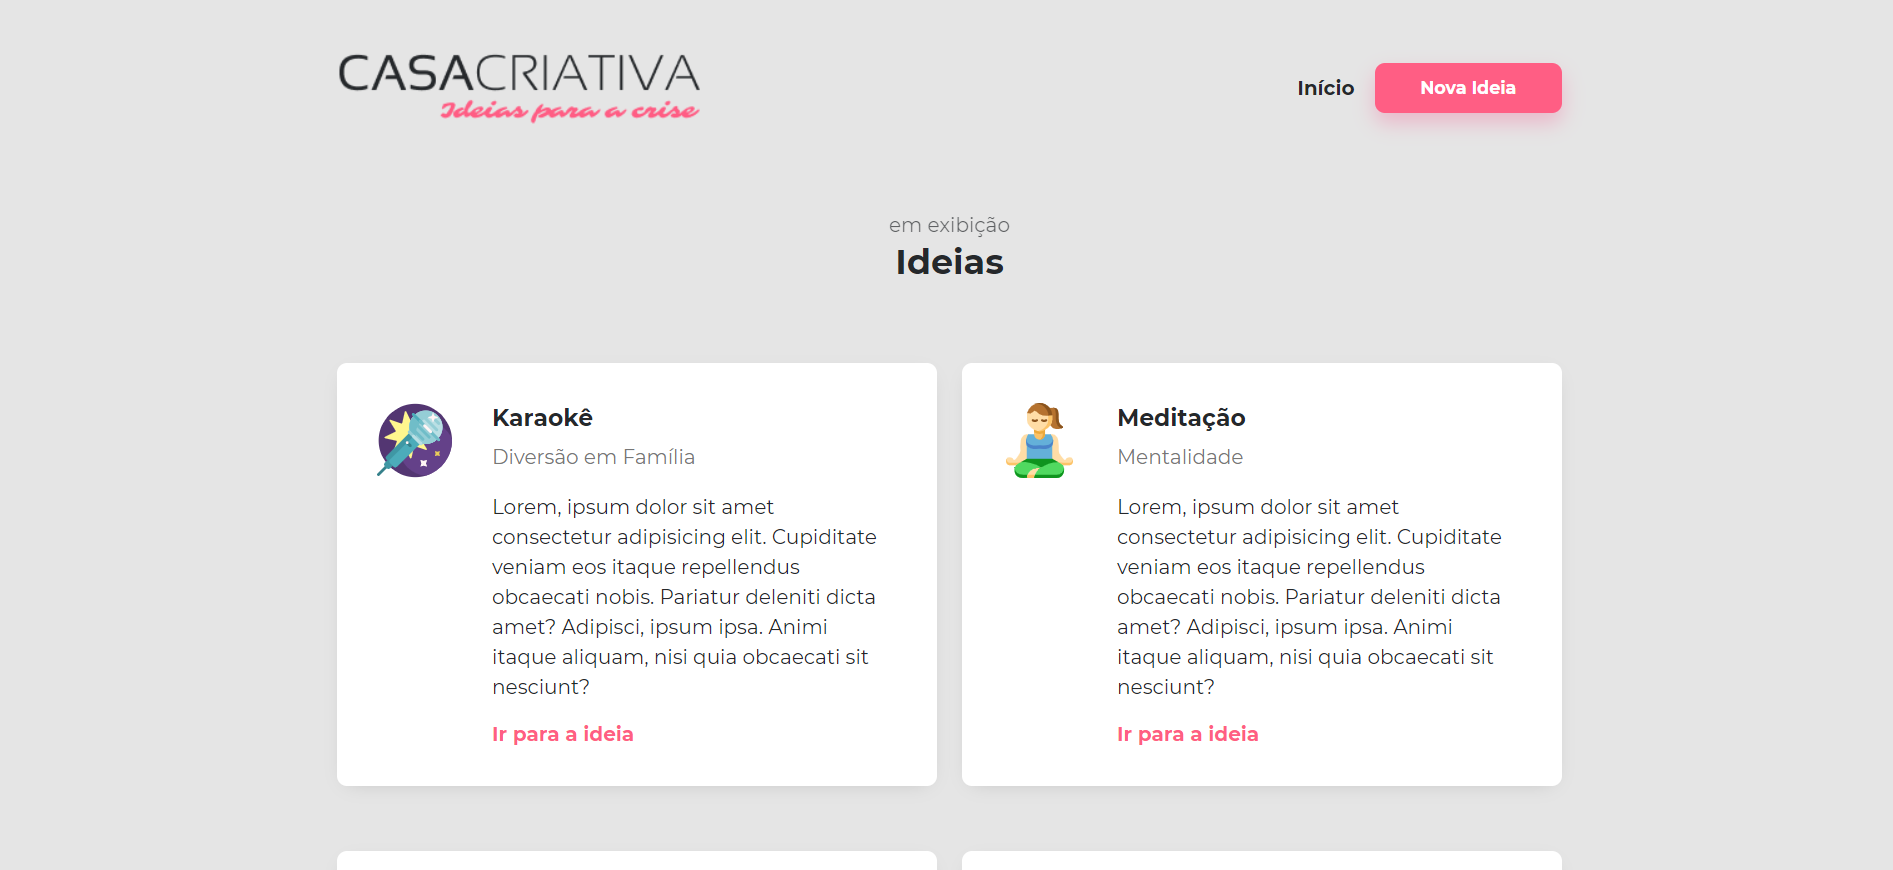 CASACRIATIVA
Ideias para a crise
Início
Nova Ideia
em exibição
Ideias
Karaokê
Diversão em Família
Lorem, ipsum dolor sit amet
consectetur adipisicing elit. Cupiditate
veniam eos itaque repellendus
obcaecati nobis. Pariatur deleniti dicta
amet? Adipisci, ipsum ipsa. Animi
itaque aliquam, nisi quia obcaecati sit
nesciunt?
Ir para a ideia
Meditação
Mentalidade
Lorem, ipsum dolor sit amet
consectetur adipisicing elit. Cupiditate
veniam eos itaque repellendus
obcaecati nobis. Pariatur deleniti dicta
amet? Adipisci, ipsum ipsa. Animi
itaque aliquam, nisi quia obcaecati sit
nesciunt?
Ir para a ideia